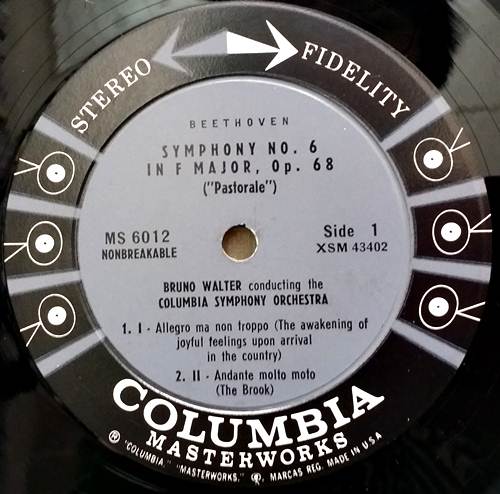 STEREO FIDELITY
BEETHOVEN
SYMPHONY NO. 6
IN F MAJOR, Op. 68
("Pastorale")
MS 6012
NONBREAKABLE
Side 1
XSM 43402
BRUNO WALTER conducting the
COLUMBIA SYMPHONY ORCHESTRA
1. I - Allegro ma non troppo (The awakening of
joyful feelings upon arrival
in the country)
2. II - Andante molto moto
(The Brook)
COLUMBIA
MASTERWORKS
® "COLUMBIA," "MASTERWORKS," ℗, MARCAS REG. MADE IN U S A